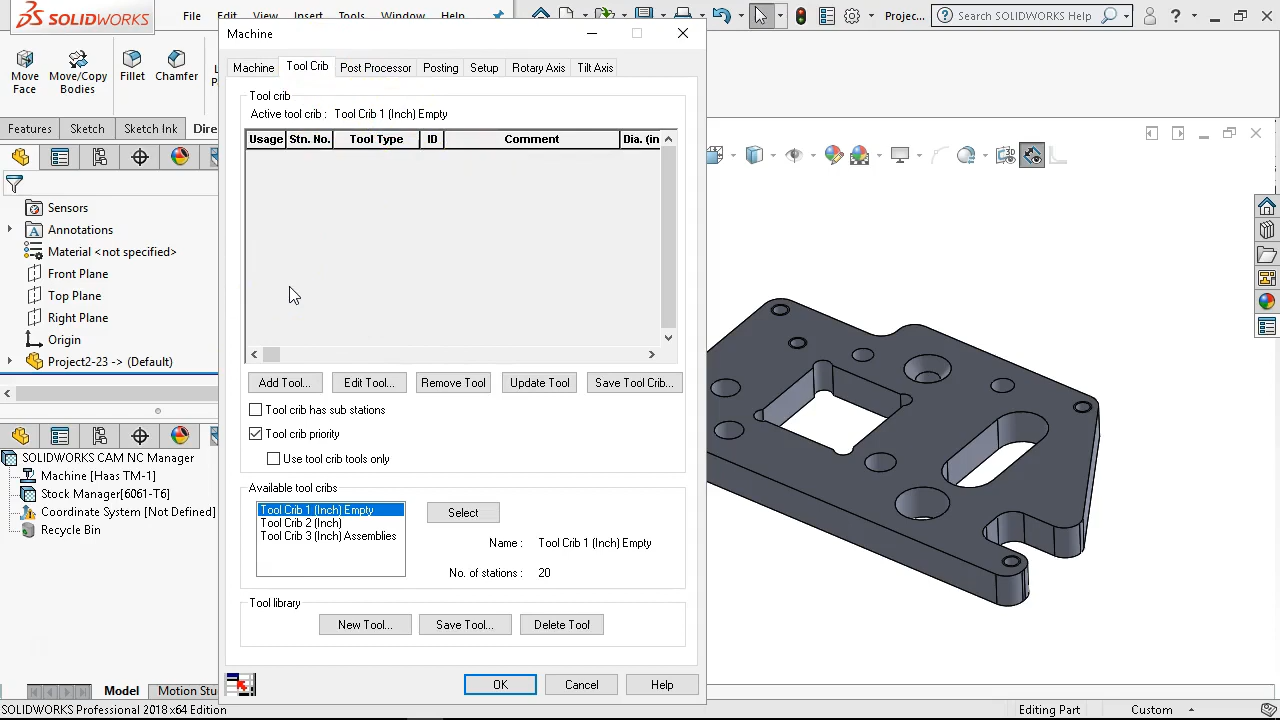 SOLIDWORKS
File
Edit
View
Insert
Tools
Window
Help
Projec...
Search SOLIDWORKS Help
Move Face
Move/Copy Bodies
Fillet
Chamfer
Features
Sketch
Sketch Ink
Dire
Sensors
Annotations
Material <not specified>
Front Plane
Top Plane
Right Plane
Origin
Project2-23 -> (Default)
SOLIDWORKS CAM NC Manager
Machine [Haas TM-1]
Stock Manager[6061-T6]
Coordinate System [Not Defined]
Recycle Bin
Model
Motion Stu
SOLIDWORKS Professional 2018 x64 Edition
Editing Part
Custom
Machine
Machine
Tool Crib
Post Processor
Posting
Setup
Rotary Axis
Tilt Axis
Tool crib
Active tool crib : Tool Crib 1 (Inch) Empty
Usage
Stn. No.
Tool Type
ID
Comment
Dia. (in
Add Tool...
Edit Tool...
Remove Tool
Update Tool
Save Tool Crib...
Tool crib has sub stations
Tool crib priority
Use tool crib tools only
Available tool cribs
Tool Crib 1 (Inch) Empty
Tool Crib 2 (Inch)
Tool Crib 3 (Inch) Assemblies
Select
Name : Tool Crib 1 (Inch) Empty
No. of stations : 20
Tool library
New Tool...
Save Tool...
Delete Tool
OK
Cancel
Help